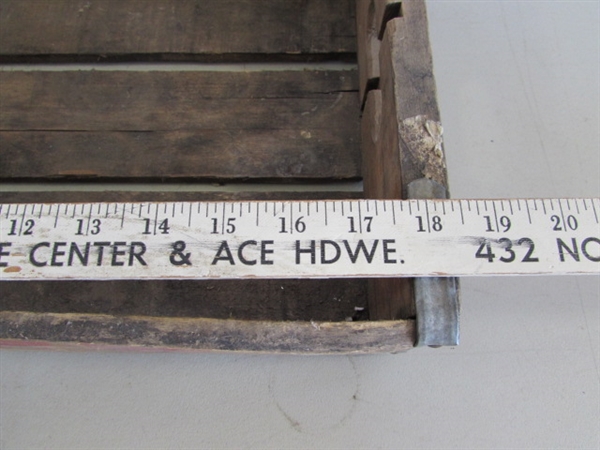 12 13 14 15 16 17 18 19 20
E CENTER & ACE HDWE. 432 NO